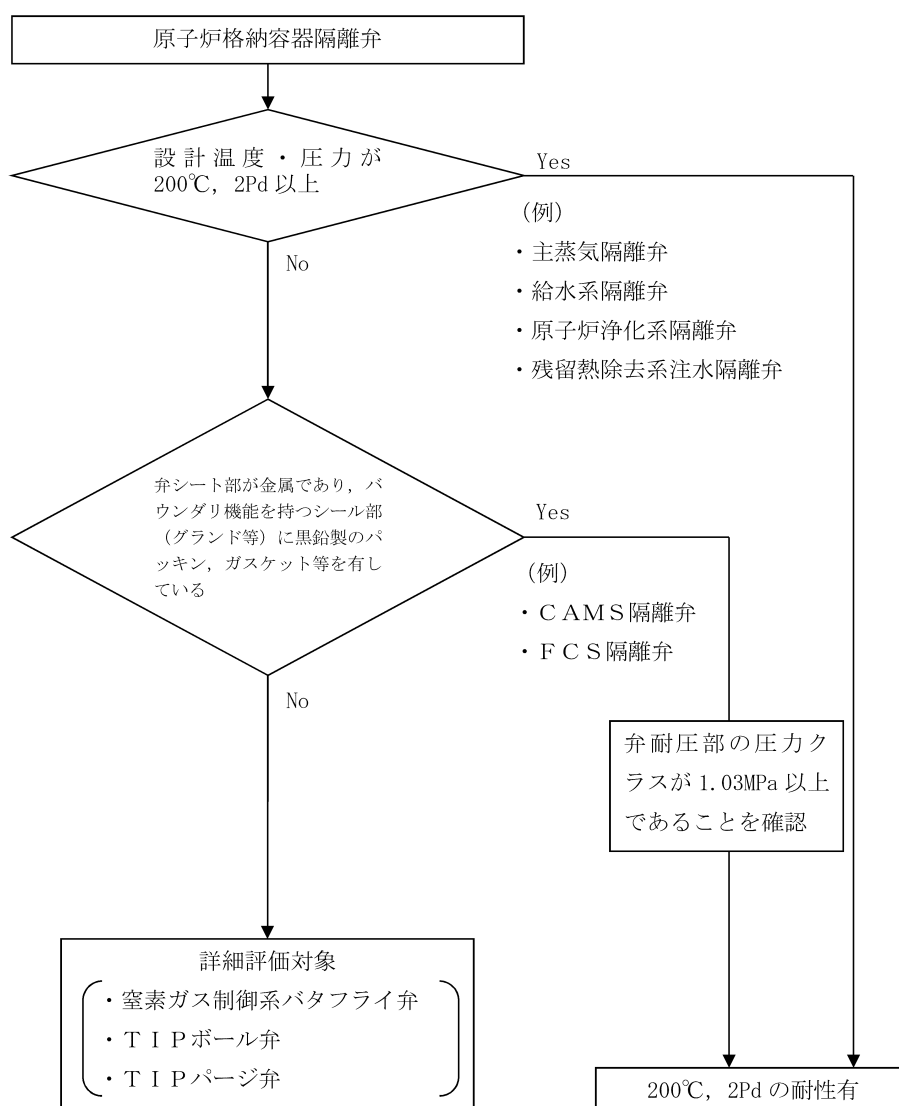 原子炉格納容器隔離弁
設計温度・圧力が
200℃, 2Pd 以上
Yes
(例)
・主蒸気隔離弁
・給水系隔離弁
・原子炉浄化系隔離弁
・残留熱除去系注水隔離弁
No
弁シート部が金属であり，バ
ウンダリ機能を持つシール部
（グランド等）に黒鉛製のパ
ッキン，ガスケット等を有し
ている
Yes
(例)
・ＣＡＭＳ隔離弁
・ＦＣＳ隔離弁
No
弁耐圧部の圧力ク
ラスが 1.03MPa 以上
であることを確認
詳細評価対象
・窒素ガス制御系バタフライ弁
・ＴＩＰボール弁
・ＴＩＰパージ弁
200℃, 2Pd の耐性有